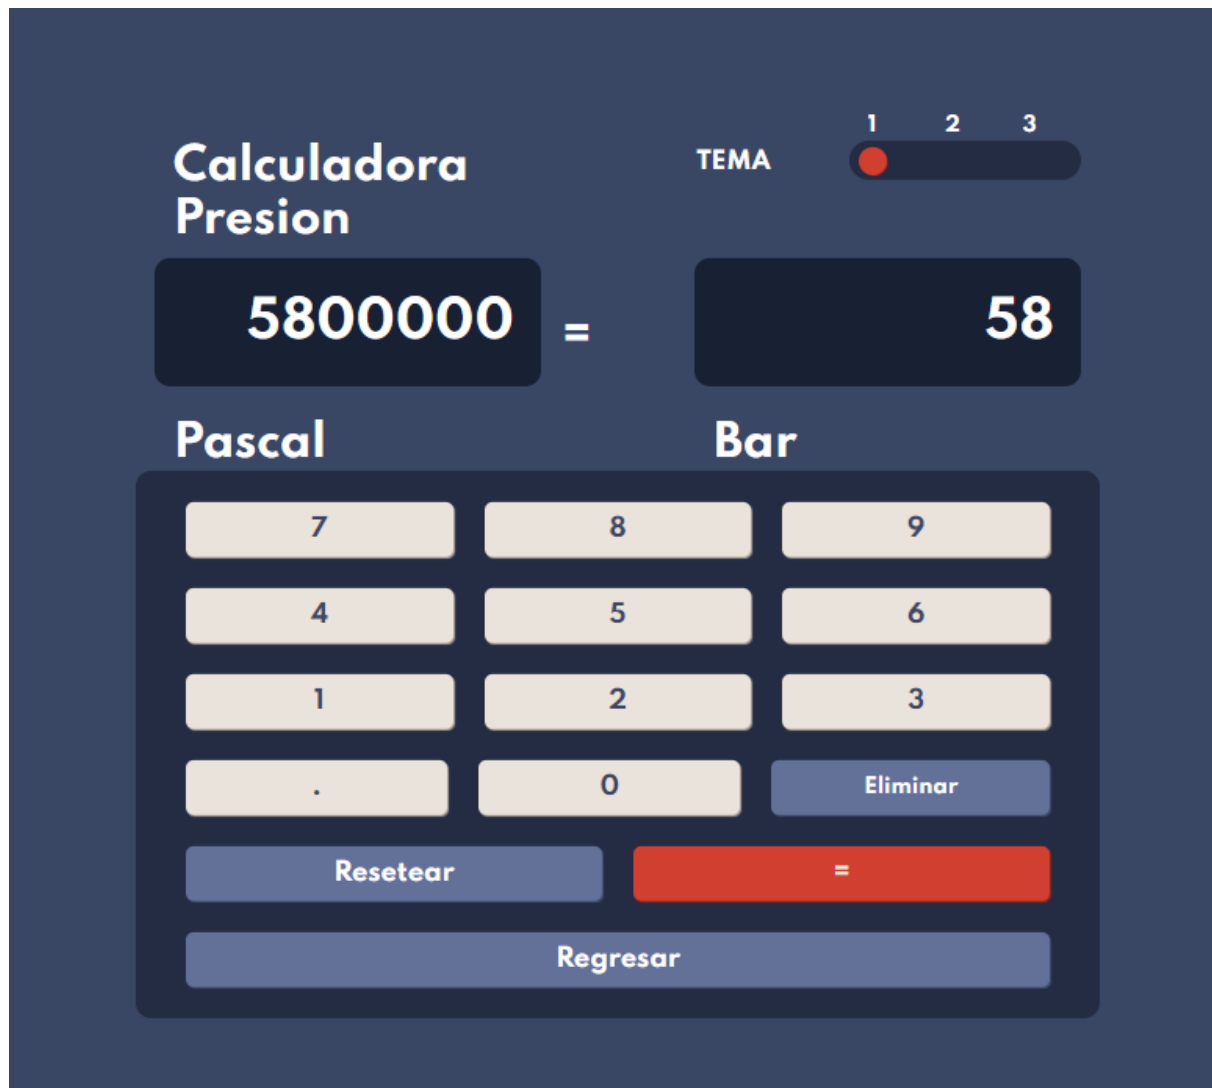 1 2 3
TEMA
Calculadora
Presion
5800000 = 58
Pascal Bar
7 8 9
4 5 6
1 2 3
. 0 Eliminar
Resetear =
Regresar